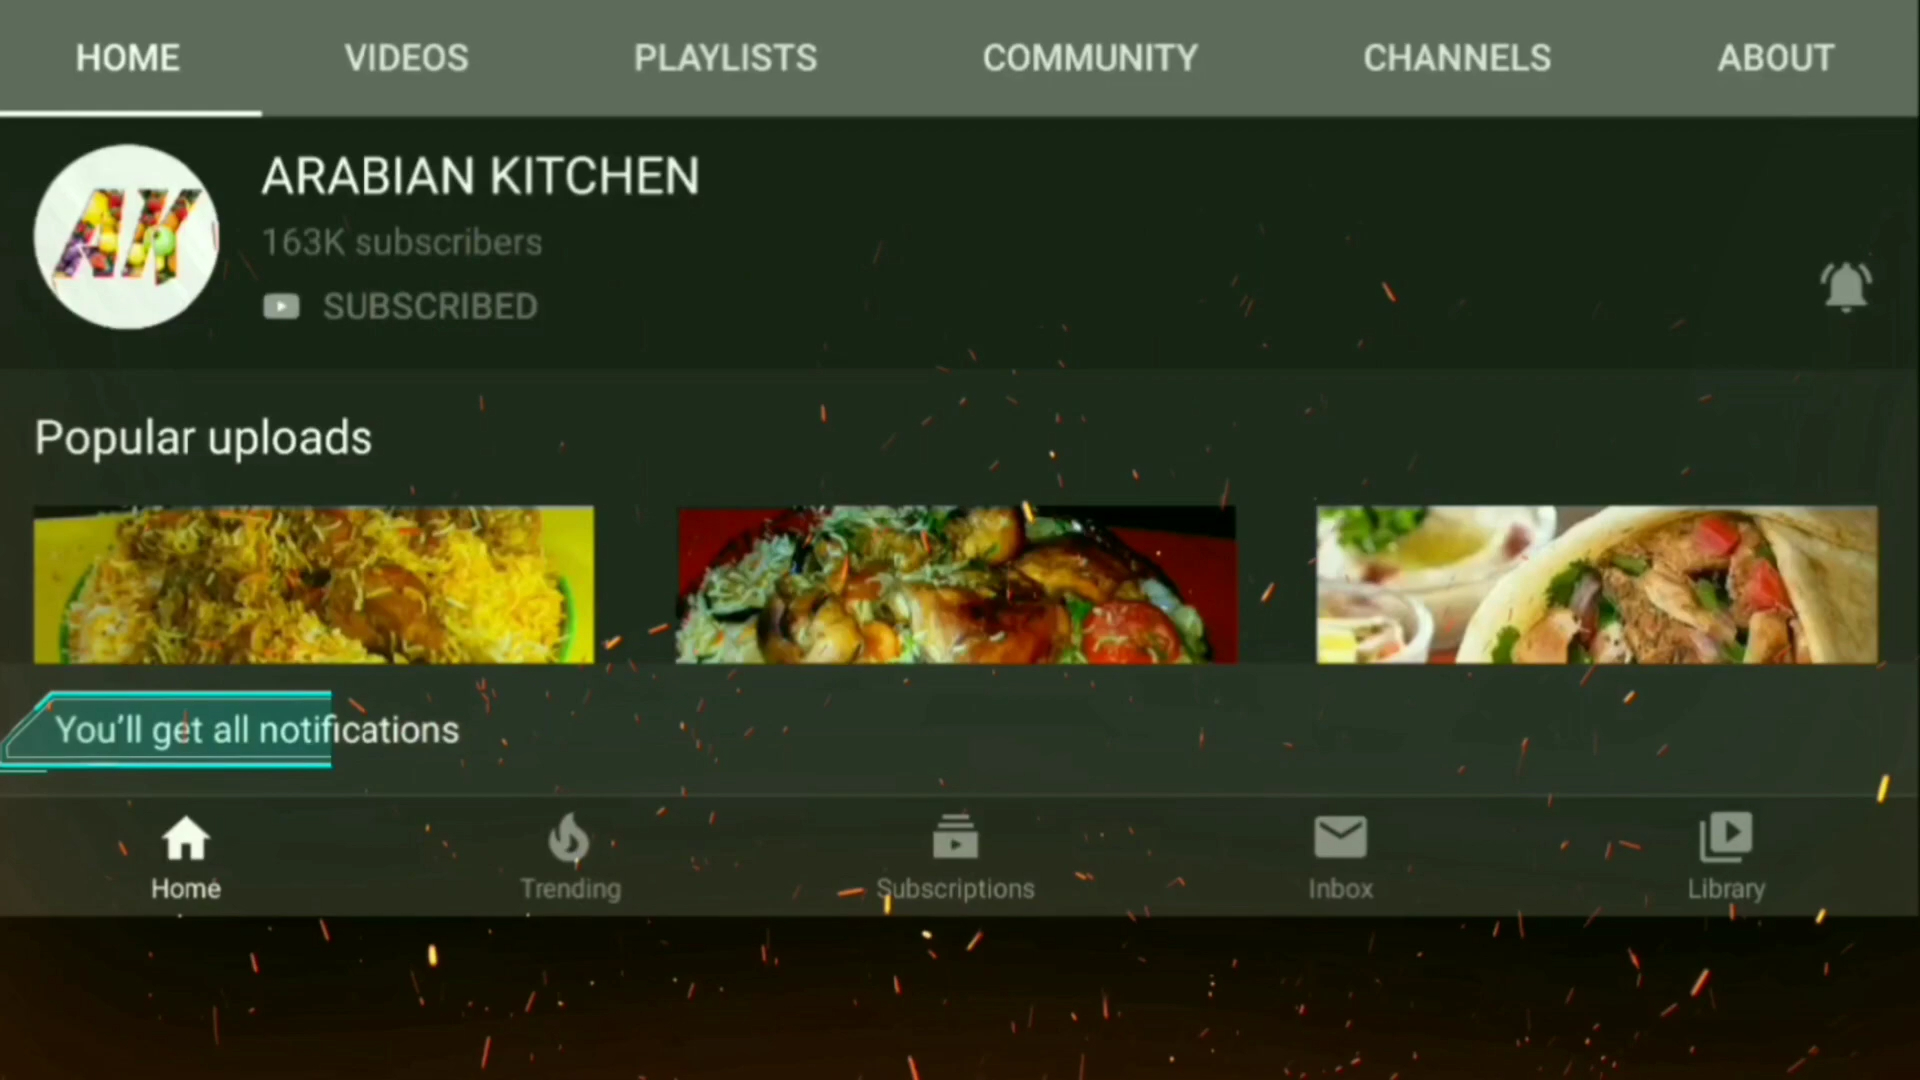 HOME VIDEOS PLAYLISTS COMMUNITY CHANNELS ABOUT
AK
ARABIAN KITCHEN
163K subscribers
SUBSCRIBED
Popular uploads
You’ll get all notifications
Home Trending Subscriptions Inbox Library